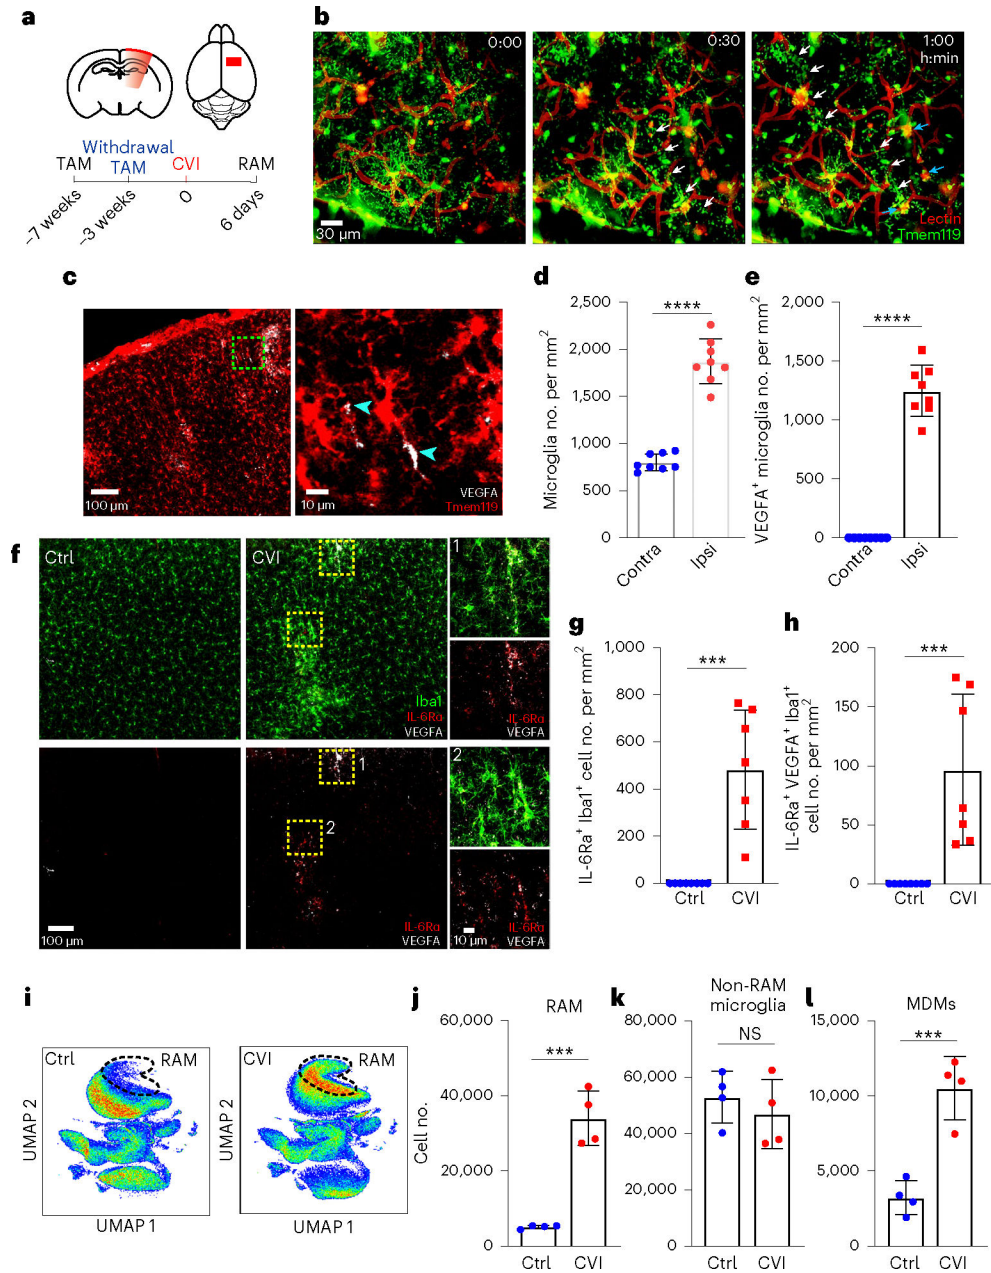 a
Withdrawal
TAM TAM CVI RAM
–7 weeks –3 weeks 0 6 days
b
0:00 0:30 1:00
h:min
30 µm
Lectin
Tmem119
c
100 µm
10 µm
VEGFA
Tmem119
d
****
2,500
2,000
1,500
1,000
500
0
Microglia no. per mm²
Contra Ipsi
e
****
2,000
1,500
1,000
500
0
VEGFA⁺ microglia no. per mm²
Contra Ipsi
f
Ctrl CVI 1
Iba1
IL-6Rα
VEGFA
IL-6Rα
VEGFA
1
2
2
100 µm
IL-6Rα
VEGFA
10 µm
IL-6Rα
VEGFA
g
***
1,000
800
600
400
200
0
IL-6Rα⁺ Iba1⁺ cell no. per mm²
Ctrl CVI
h
***
200
150
100
50
0
IL-6Rα⁺ VEGFA⁺ Iba1⁺
cell no. per mm²
Ctrl CVI
i
Ctrl RAM
CVI RAM
UMAP 2
UMAP 1
UMAP 2
UMAP 1
j
RAM
***
60,000
40,000
20,000
0
Cell no.
Ctrl CVI
k
Non-RAM
microglia
NS
80,000
60,000
40,000
20,000
0
Ctrl CVI
l
MDMs
***
15,000
10,000
5,000
0
Ctrl CVI